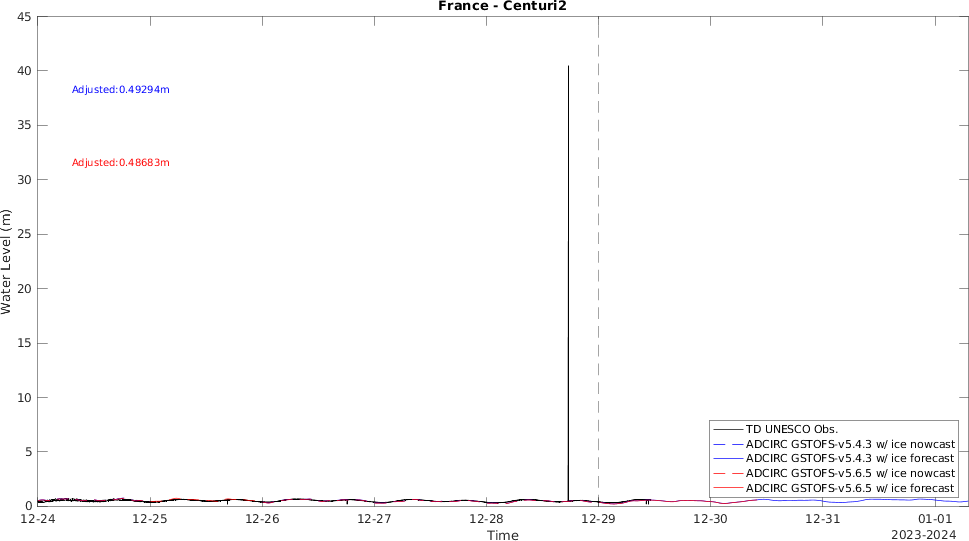 France - Centuri2
45
40
35
30
25
20
15
10
5
0
Water Level (m)
Adjusted:0.49294m
Adjusted:0.48683m
TD UNESCO Obs.
ADCIRC GSTOFS-v5.4.3 w/ ice nowcast
ADCIRC GSTOFS-v5.4.3 w/ ice forecast
ADCIRC GSTOFS-v5.6.5 w/ ice nowcast
ADCIRC GSTOFS-v5.6.5 w/ ice forecast
12-24 12-25 12-26 12-27 12-28 12-29 12-30 12-31 01-01
Time
2023-2024